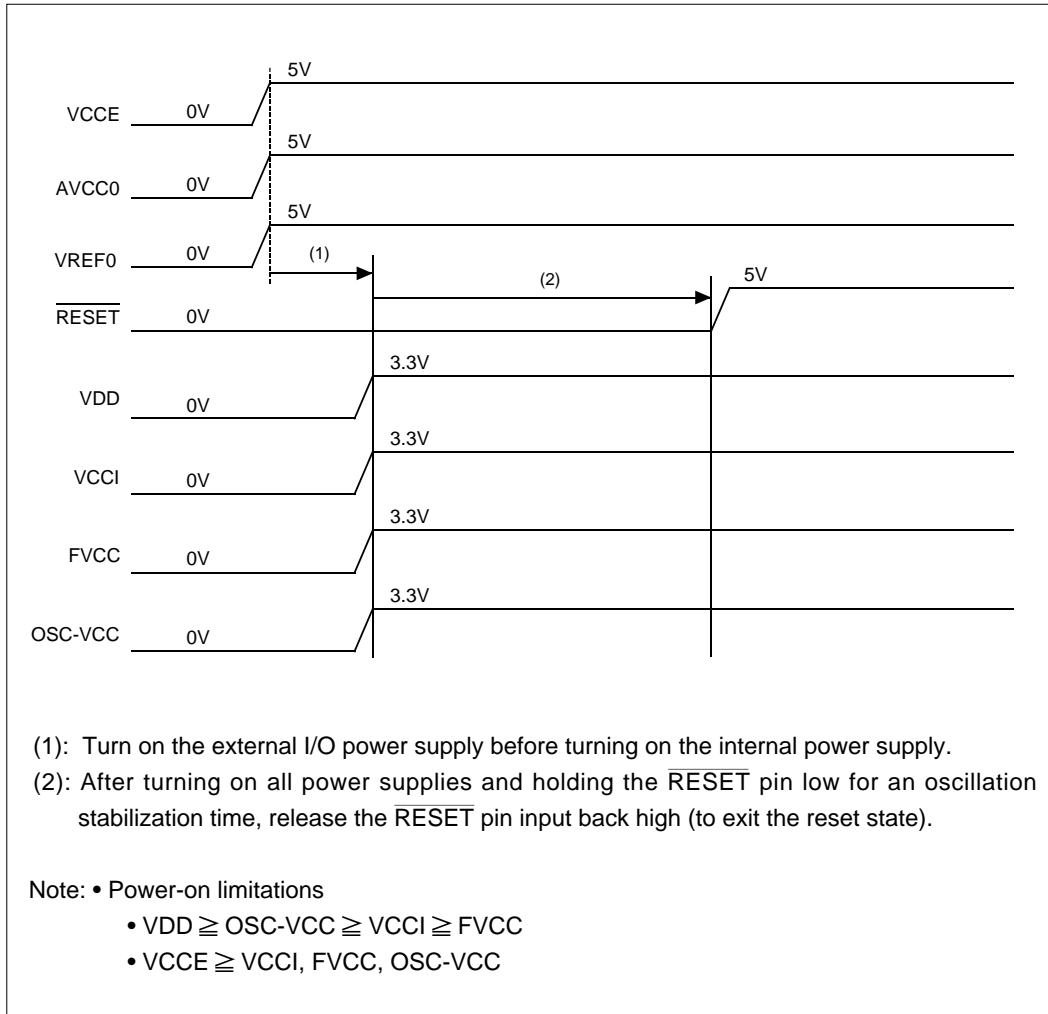 5V
VCCE 0V
5V
AVCC0 0V
5V
VREF0 0V (1)
(2) 5V
RESET 0V
3.3V
VDD 0V
3.3V
VCCI 0V
3.3V
FVCC 0V
3.3V
OSC-VCC 0V
(1): Turn on the external I/O power supply before turning on the internal power supply.
(2): After turning on all power supplies and holding the RESET pin low for an oscillation
stabilization time, release the RESET pin input back high (to exit the reset state).
Note: • Power-on limitations
• VDD ≧ OSC-VCC ≧ VCCI ≧ FVCC
• VCCE ≧ VCCI, FVCC, OSC-VCC